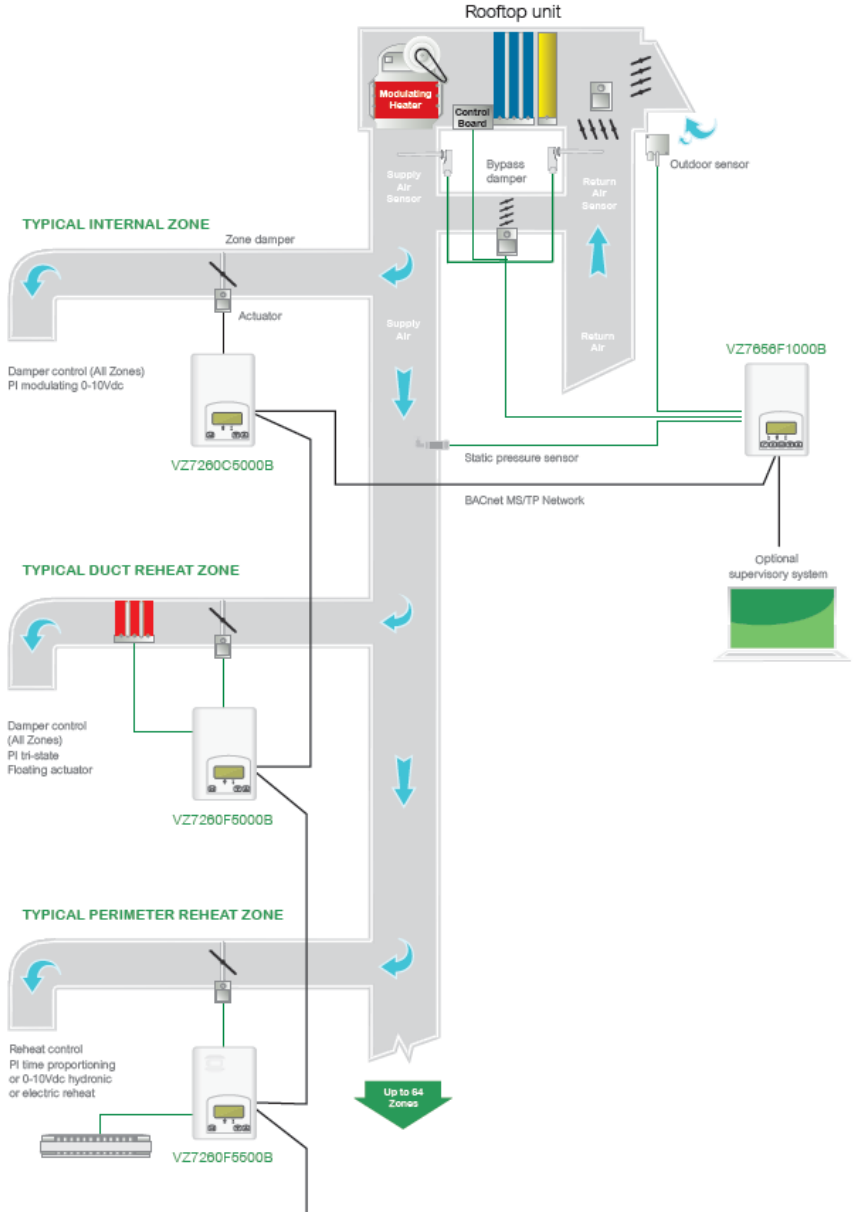 Rooftop unit
Modulating
Heater
Control
Board
Supply
Air
Sensor
Bypass
damper
Return
Air
Sensor
Outdoor sensor
TYPICAL INTERNAL ZONE
Zone damper
Actuator
Supply
Air
Return
Air
VZ7656F1000B
Damper control (All Zones)
PI modulating 0-10Vdc
VZ7260C5000B
Static pressure sensor
BACnet MS/TP Network
Optional
supervisory system
TYPICAL DUCT REHEAT ZONE
Damper control
(All Zones)
PI tri-state
Floating actuator
VZ7260F5000B
TYPICAL PERIMETER REHEAT ZONE
Reheat control
PI time proportioning
or 0-10Vdc hydronic
or electric reheat
Up to 64
Zones
VZ7260F5500B